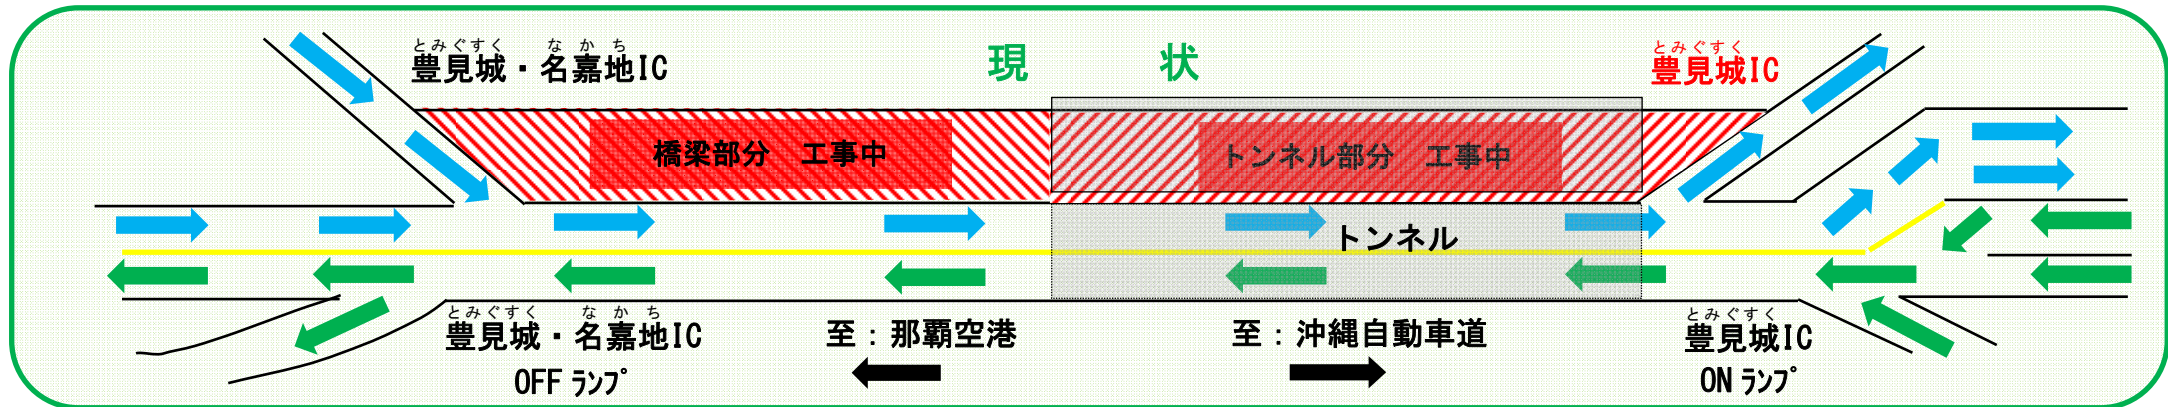 とみぐすく なかち
豊見城・名嘉地IC
現 状
とみぐすく
豊見城IC
橋梁部分 工事中
トンネル部分 工事中
トンネル
とみぐすく なかち
豊見城・名嘉地IC
OFF ランプ
至：那覇空港
至：沖縄自動車道
とみぐすく
豊見城IC
ON ランプ